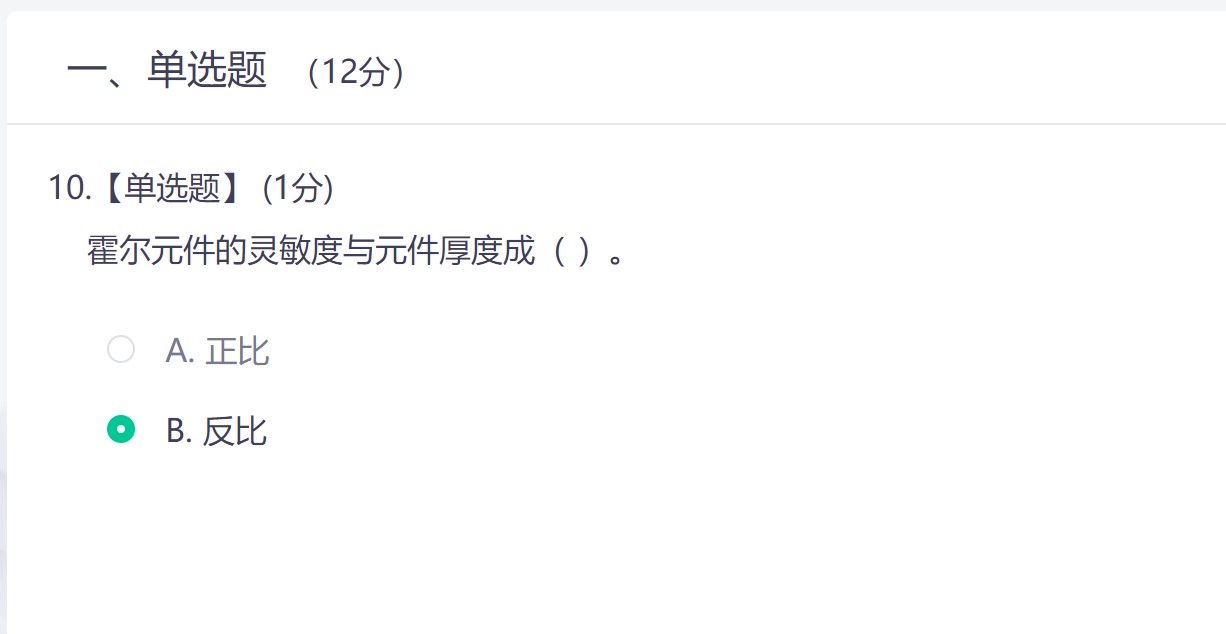 一、单选题 （12分）
10.【单选题】 (1分)
霍尔元件的灵敏度与元件厚度成（ ）。
A. 正比
B. 反比